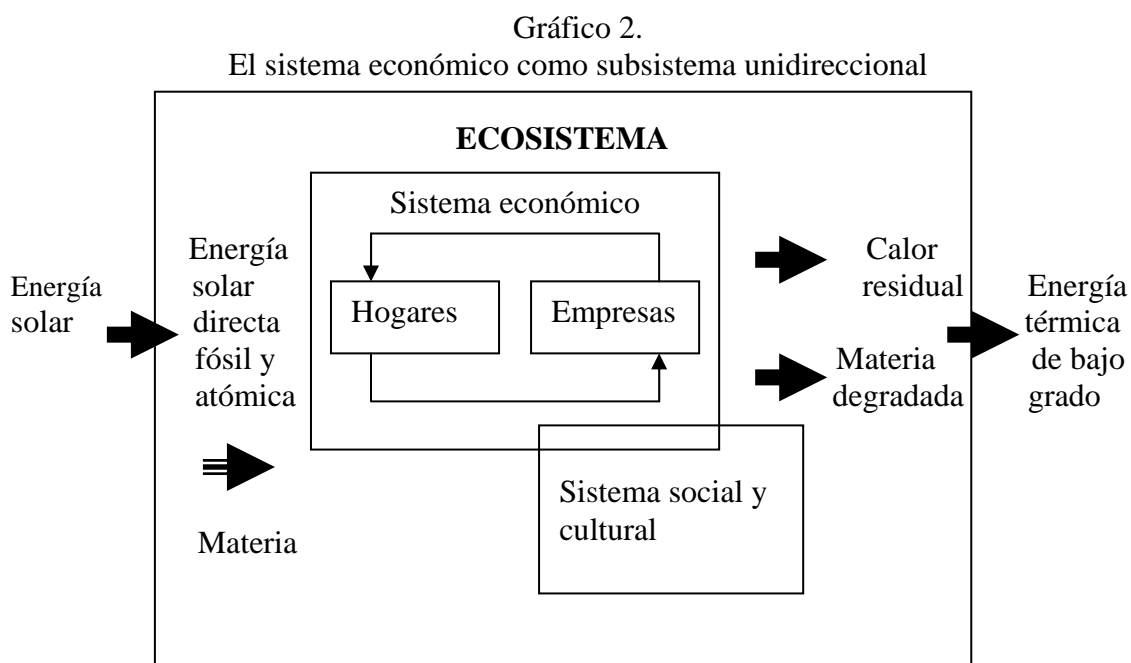 Gráfico 2.
El sistema económico como subsistema unidireccional
ECOSISTEMA
Sistema económico
Energía
solar
Energía
solar
directa
fósil y
atómica
Materia
Hogares
Empresas
Sistema social y
cultural
Calor
residual
Materia
degradada
Energía
térmica
de bajo
grado